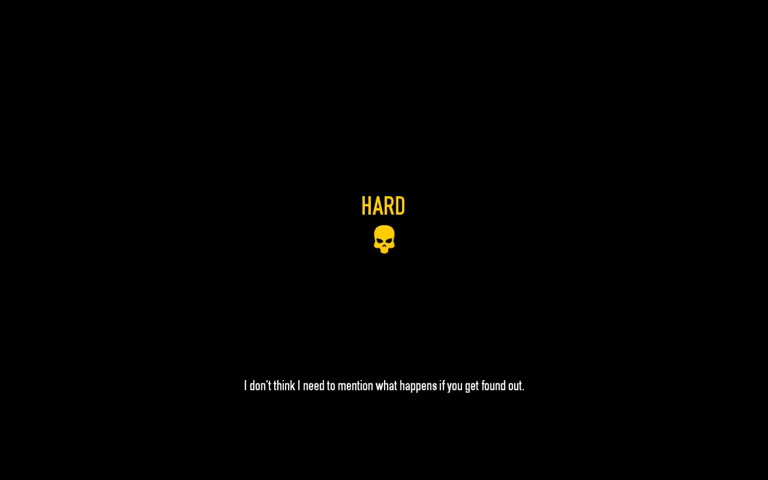 HARD
I don't think I need to mention what happens if you get found out.